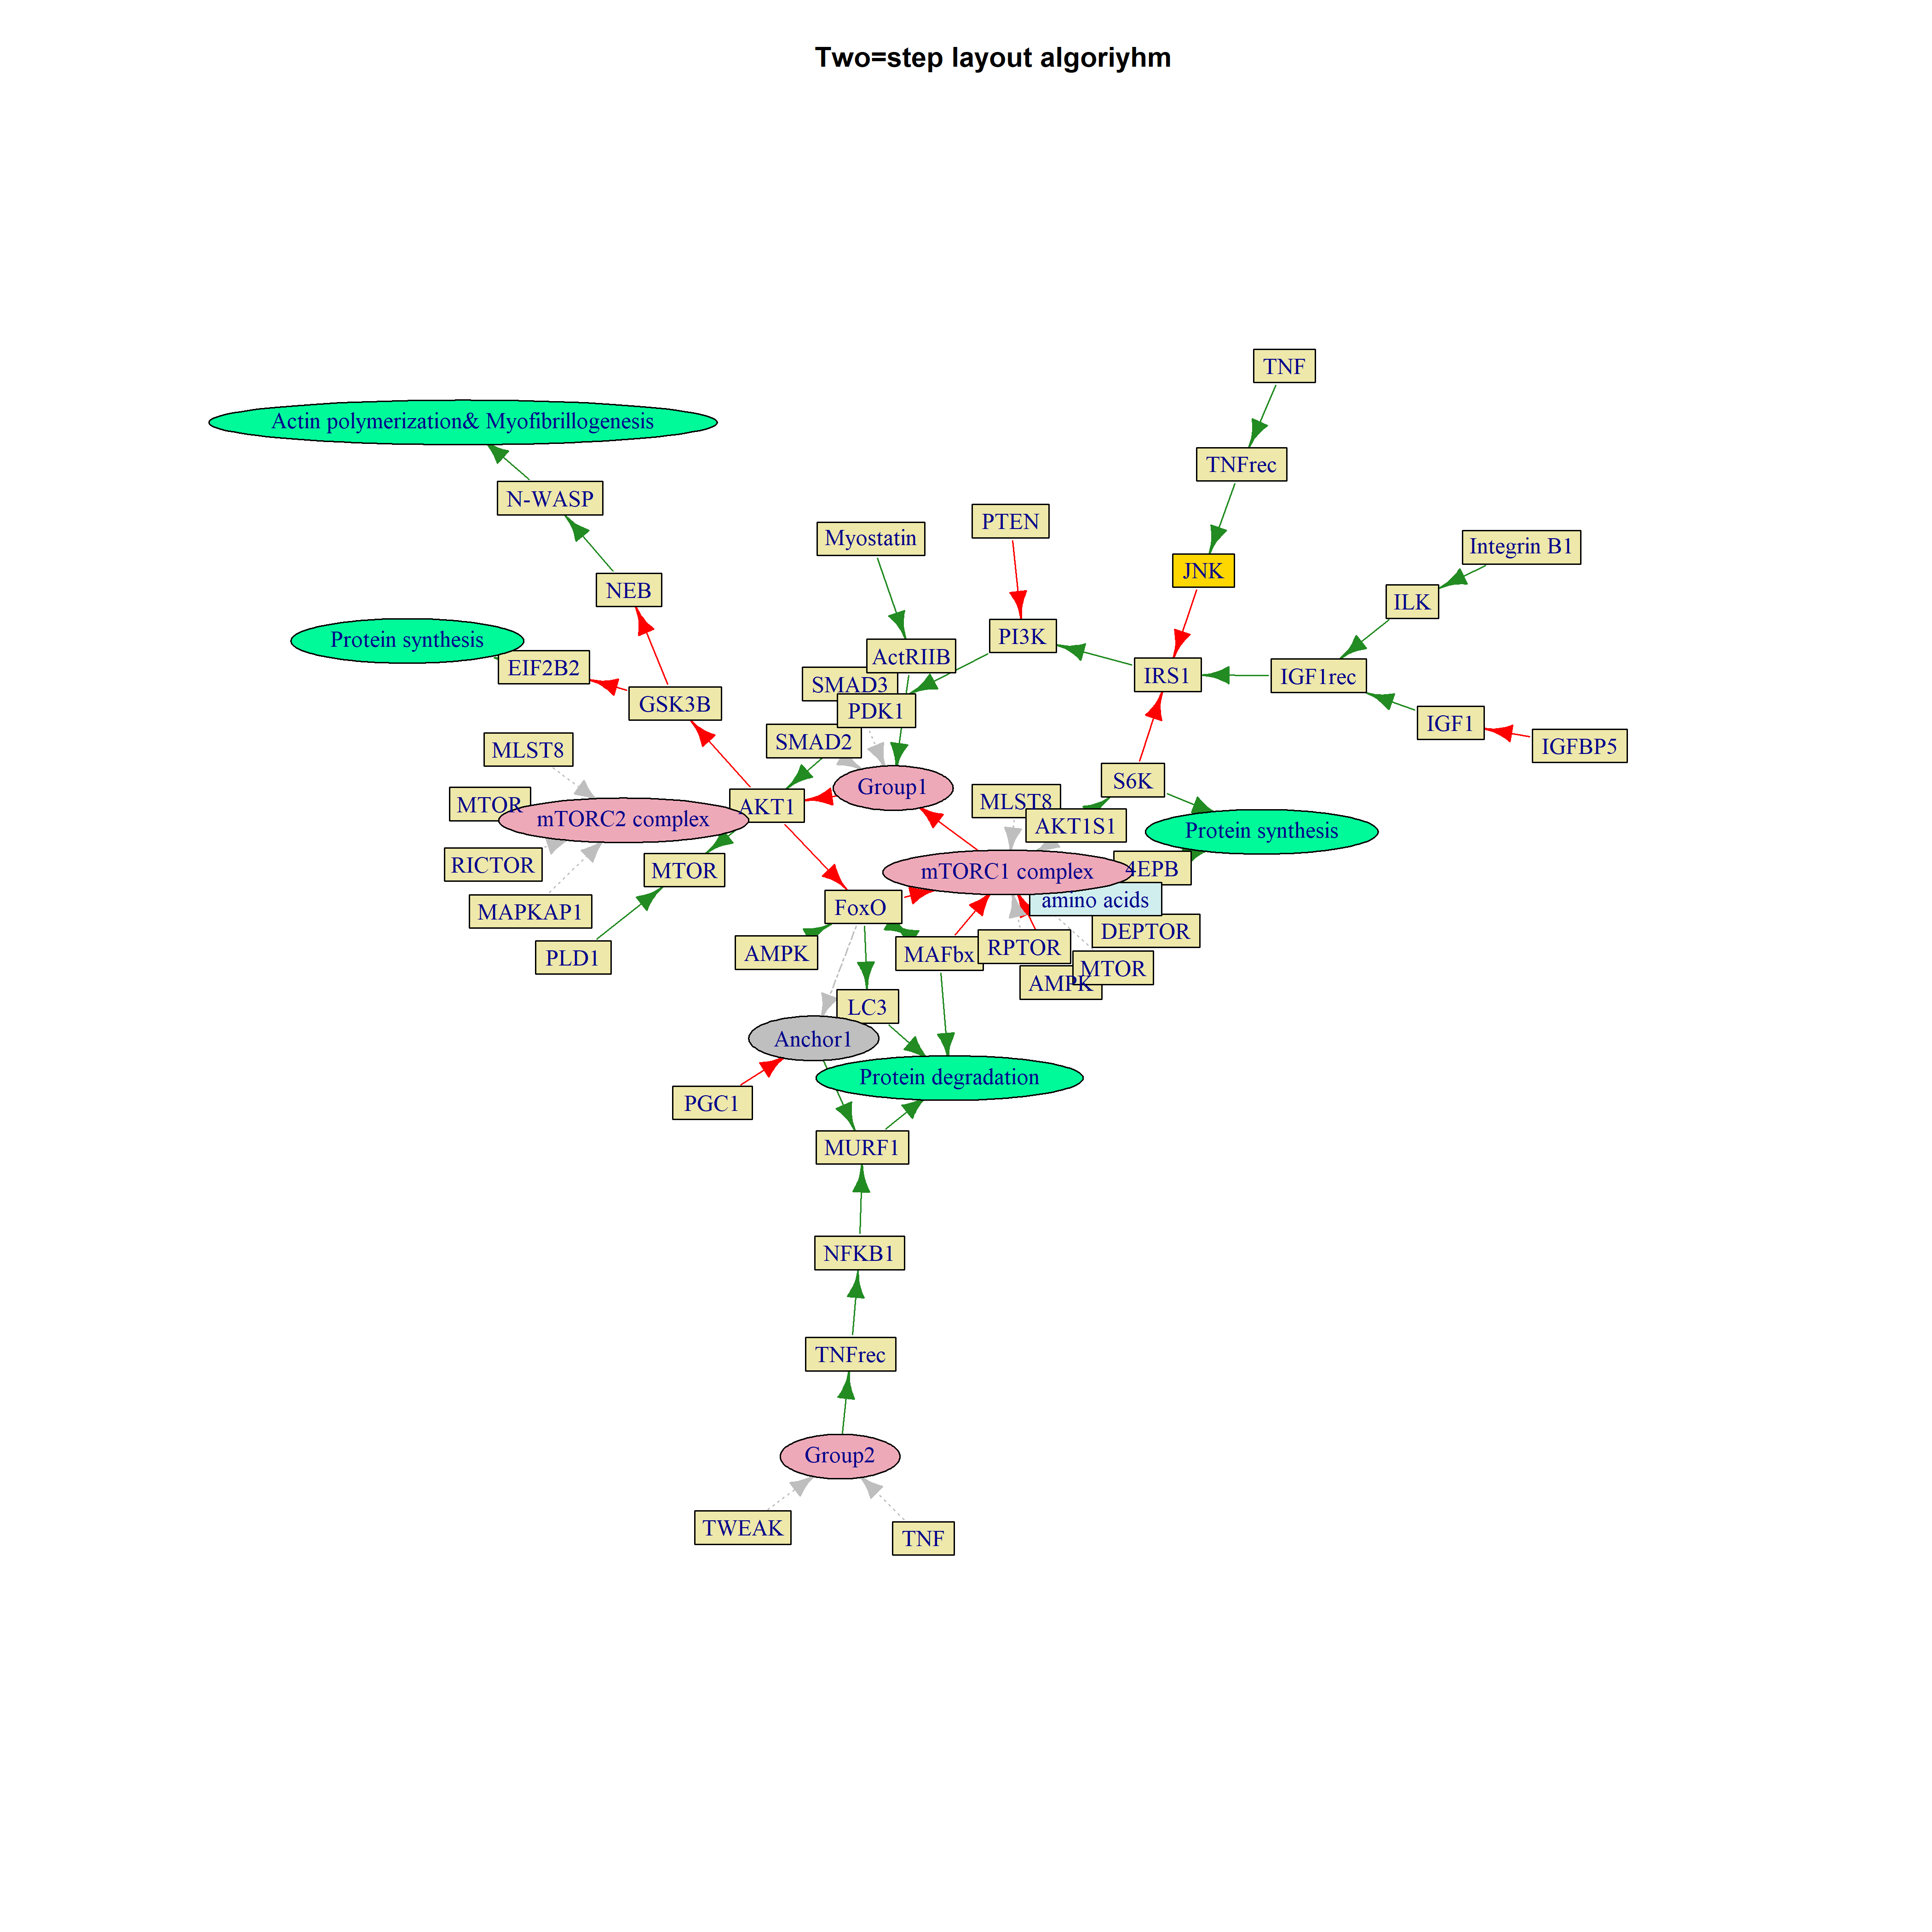 Two=step layout algoriyhm
TNF
Actin polymerization& Myofibrillogenesis
TNFrec
N-WASP
PTEN
Myostatin
Integrin B1
JNK
NEB
ILK
PI3K
Protein synthesis
ActRIIB
EIF2B2
IRS1
IGF1rec
SMAD3
GSK3B
PDK1
IGF1
SMAD2
IGFBP5
MLST8
S6K
Group1
MLST8
MTOR
AKT1
mTORC2 complex
AKT1S1
Protein synthesis
RICTOR
MTOR
mTORC1 complex
4EPB
amino acids
FoxO
MAPKAP1
DEPTOR
RPTOR
AMPK
MAFbx
PLD1
MTOR
AMPK
LC3
Anchor1
Protein degradation
PGC1
MURF1
NFKB1
TNFrec
Group2
TWEAK
TNF